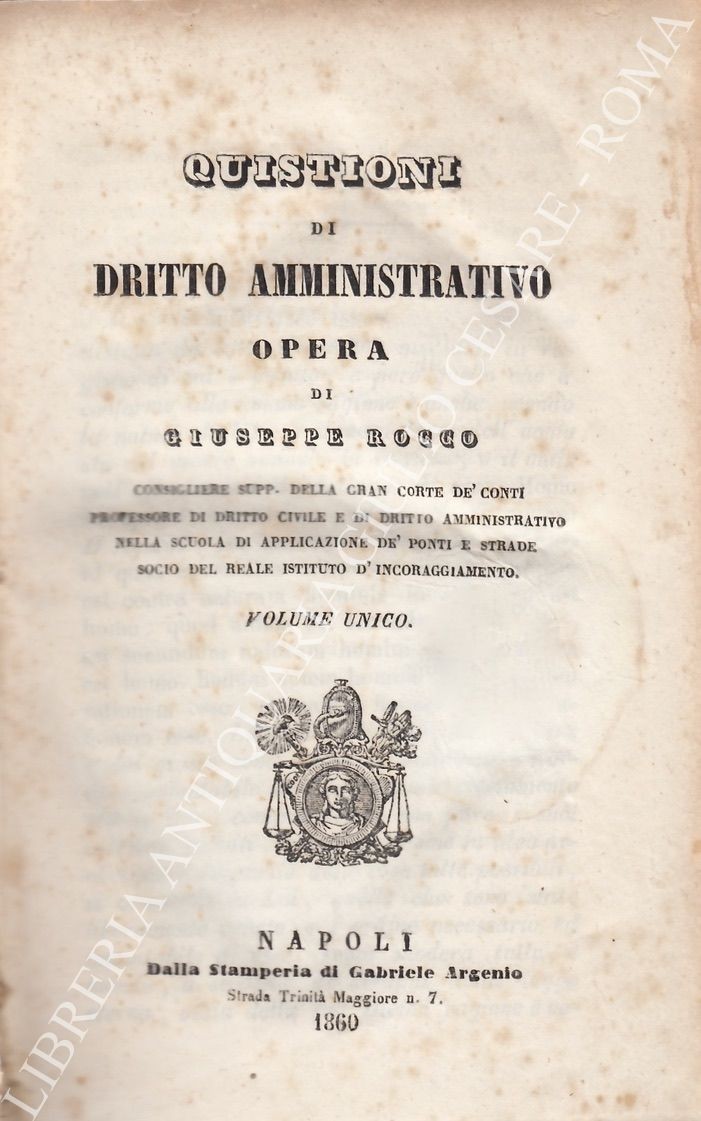 QUISTIONI
DI
DRITTO AMMINISTRATIVO
OPERA
DI
GIUSEPPE ROCCO
CONSIGLIERE SUPP. DELLA GRAN CORTE DE' CONTI
PROFESSORE DI DRITTO CIVILE E DI DRITTO AMMINISTRATIVO
NELLA SCUOLA DI APPLICAZIONE DE' PONTI E STRADE
SOCIO DEL REALE ISTITUTO D' INCORAGGIAMENTO.
VOLUME UNICO.
NAPOLI
Dalla Stamperia di Gabriele Argenio
Strada Trinità Maggiore n. 7.
1860
LIBRERIA ANTIQUARIA GIULIO CESARE - ROMA